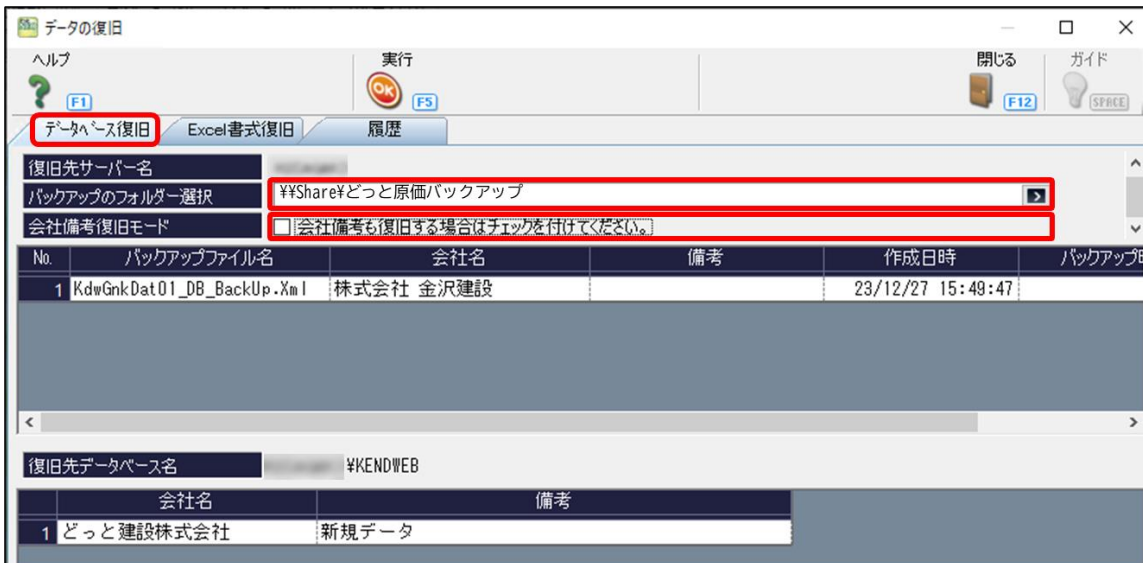 データの復旧
ヘルプ 実行 閉じる ガイド
F1 OK F5 F12 SPACE
データベース復旧 Excel書式復旧 履歴
復旧先サーバー名
バックアップのフォルダー選択 ¥¥Share¥どっと原価バックアップ
会社備考復旧モード 会社備考も復旧する場合はチェックを付けてください。
No. バックアップファイル名 会社名 備考 作成日時 バックアップ
1 KdwGnkDat01_DB_BackUp.Xml 株式会社 金沢建設 23/12/27 15:49:47
復旧先データベース名 ¥KENDWEB
会社名 備考
1 どっと建設株式会社 新規データ